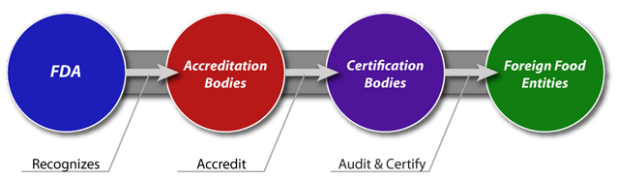 FDA
Accreditation
Bodies
Certification
Bodies
Foreign Food
Entities
Recognizes
Accredit
Audit & Certify